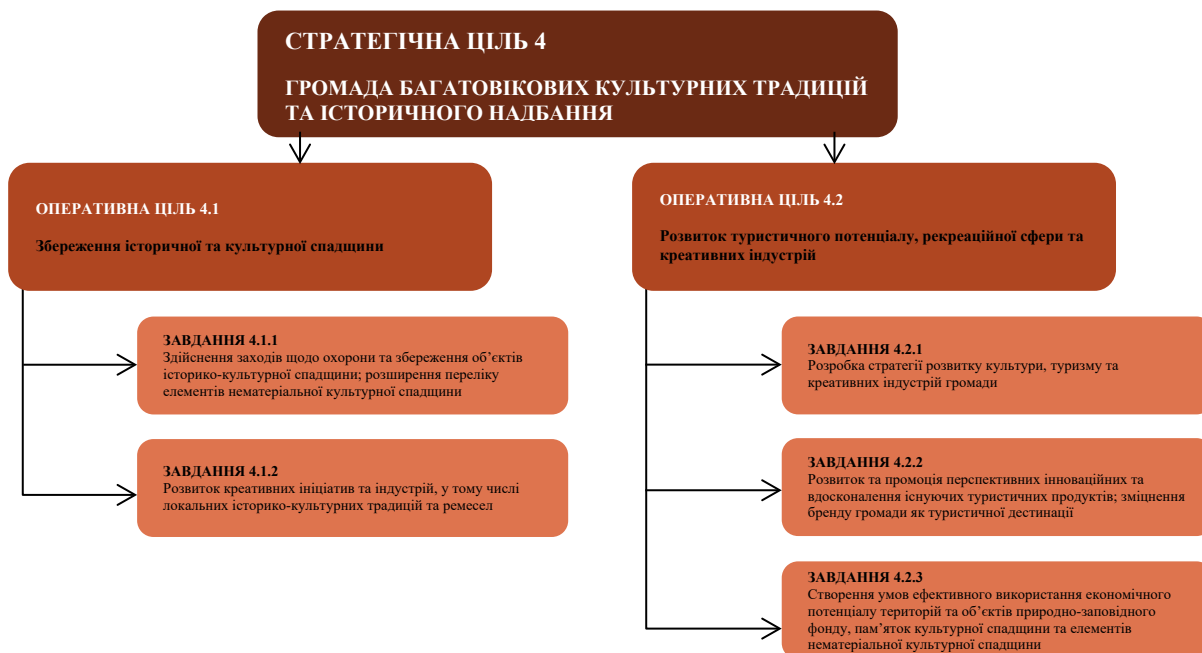 СТРАТЕГІЧНА ЦІЛЬ 4
ГРОМАДА БАГАТОВІКОВИХ КУЛЬТУРНИХ ТРАДИЦІЙ
ТА ІСТОРИЧНОГО НАДБАННЯ
ОПЕРАТИВНА ЦІЛЬ 4.1
Збереження історичної та культурної спадщини
ЗАВДАННЯ 4.1.1
Здійснення заходів щодо охорони та збереження об’єктів
історико-культурної спадщини; розширення переліку
елементів нематеріальної культурної спадщини
ЗАВДАННЯ 4.1.2
Розвиток креативних ініціатив та індустрій, у тому числі
локальних історико-культурних традицій та ремесел
ОПЕРАТИВНА ЦІЛЬ 4.2
Розвиток туристичного потенціалу, рекреаційної сфери та
креативних індустрій
ЗАВДАННЯ 4.2.1
Розробка стратегії розвитку культури, туризму та
креативних індустрій громади
ЗАВДАННЯ 4.2.2
Розвиток та промоція перспективних інноваційних та
вдосконалення існуючих туристичних продуктів; зміцнення
бренду громади як туристичної дестинації
ЗАВДАННЯ 4.2.3
Створення умов ефективного використання економічного
потенціалу територій та об’єктів природно-заповідного
фонду, пам’яток культурної спадщини та елементів
нематеріальної культурної спадщини